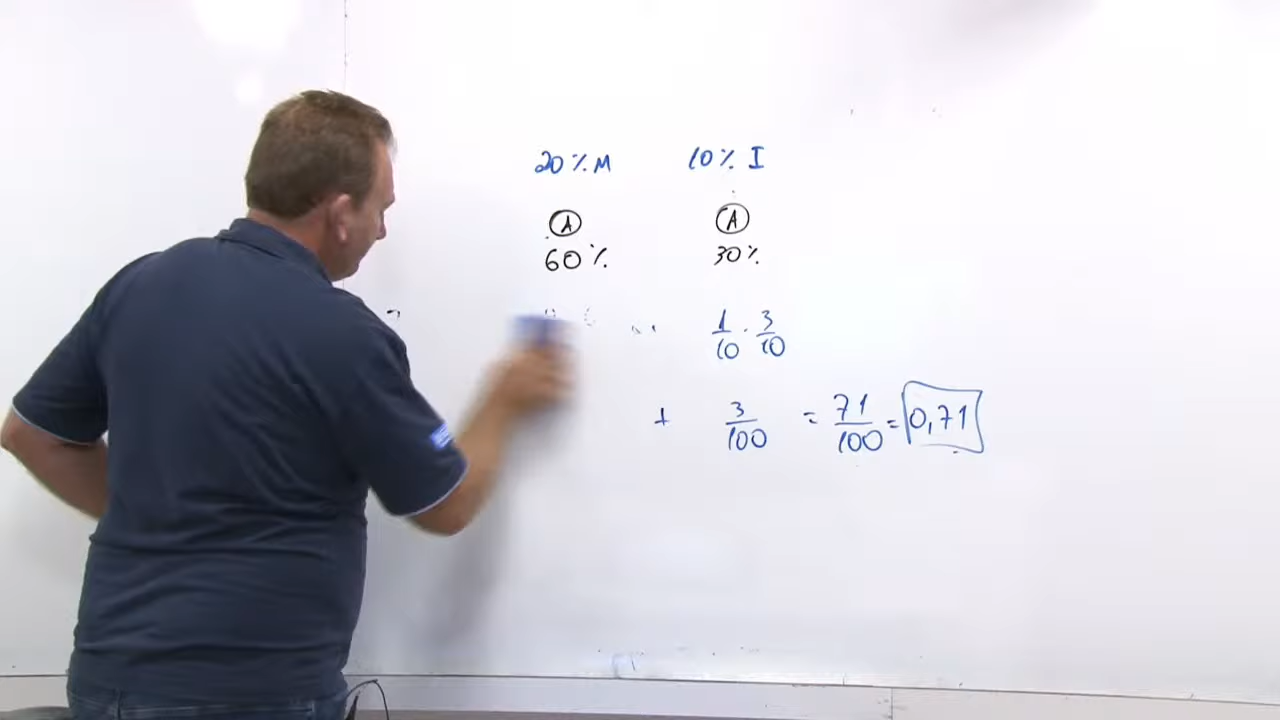 20% M 10% I
A A
60% 30%
1/10 · 3/10
+ 3/100 = 71/100 = 0,71